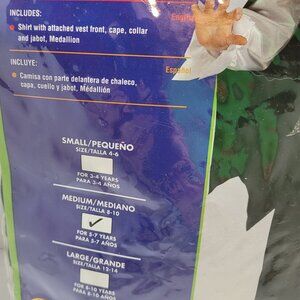 INCLUDES:
English
Shirt with attached vest front, cape, collar
and jabot, Medallion
INCLUYE:
Español
Camisa con parte delantera de chaleco,
capa, cuello y jabot, Médallión
SMALL/PEQUEÑO
SIZE/TALLA 4-6
FOR 3-4 YEARS
PARA 3-4 AÑOS
MEDIUM/MEDIANO
SIZE/TALLA 8-10
FOR 5-7 YEARS
PARA 5-7 AÑOS
LARGE/GRANDE
SIZE/TALLA 12-14
FOR 8-10 YEARS
PARA 8-10 AÑOS